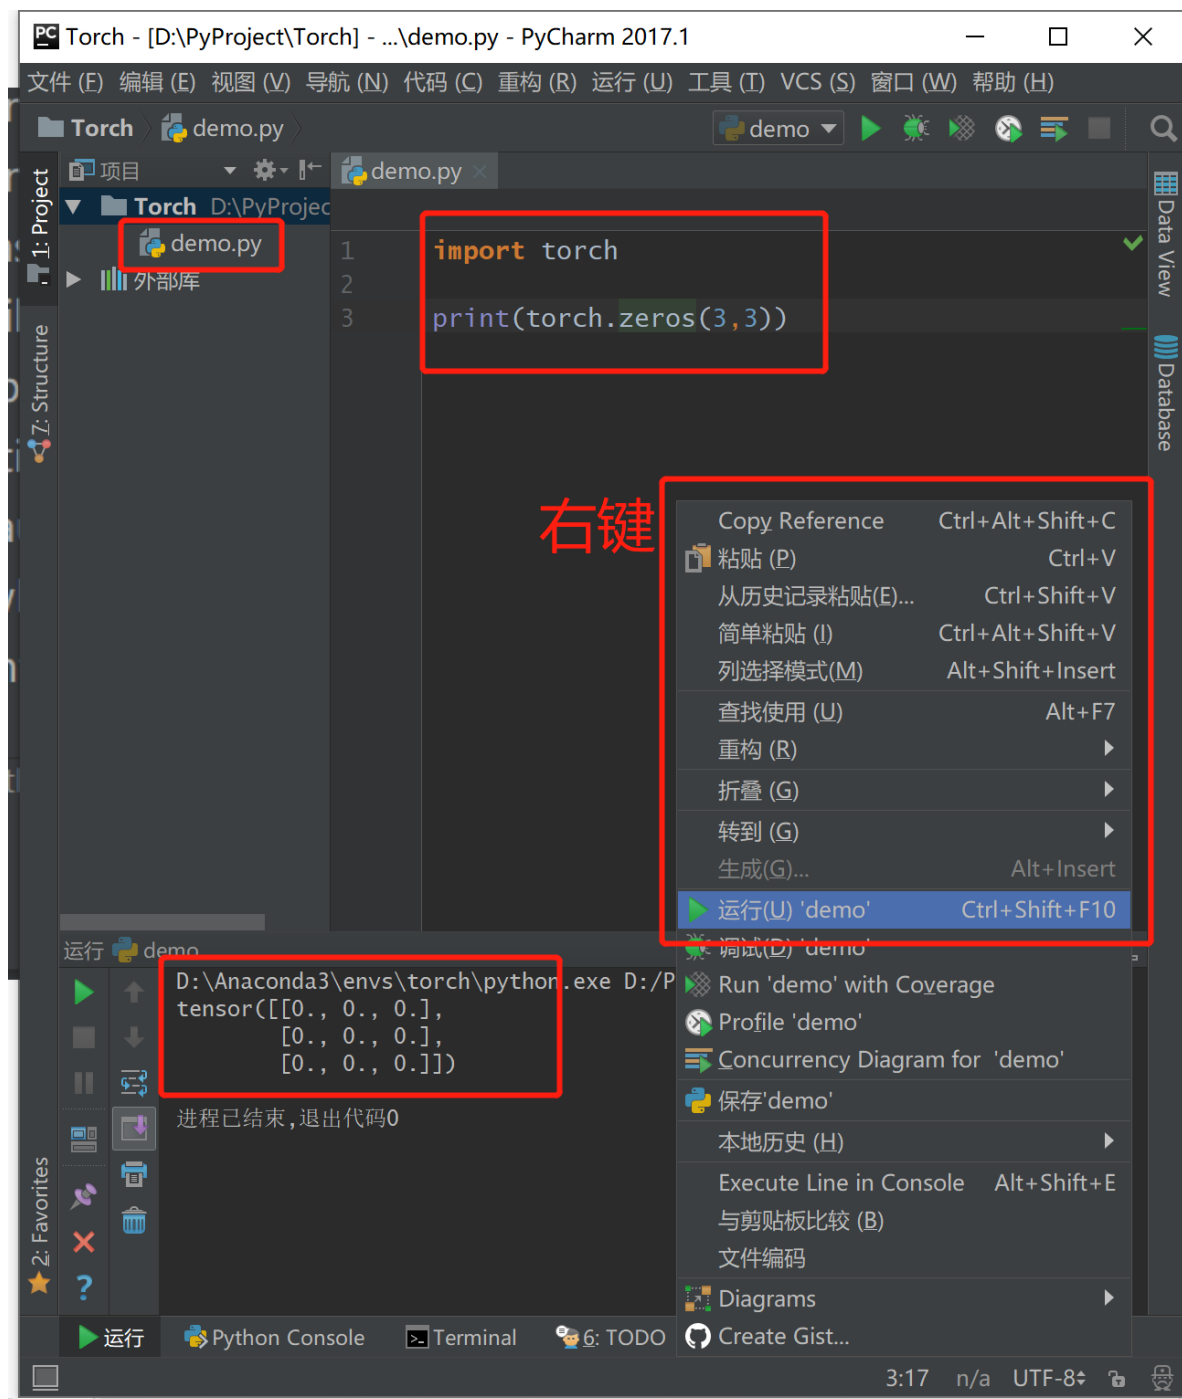 Torch - [D:\PyProject\Torch] - ...\demo.py - PyCharm 2017.1
文件 (F) 编辑 (E) 视图 (V) 导航 (N) 代码 (C) 重构 (R) 运行 (U) 工具 (T) VCS (S) 窗口 (W) 帮助 (H)
Torch demo.py demo
1: Project
7: Structure
2: Favorites
项目
Torch D:\PyProjec
demo.py
外部库
demo.py
1 import torch
2
3 print(torch.zeros(3,3))
Data View
Database
右键
Copy Reference Ctrl+Alt+Shift+C
粘贴 (P) Ctrl+V
从历史记录粘贴(E)... Ctrl+Shift+V
简单粘贴 (I) Ctrl+Alt+Shift+V
列选择模式(M) Alt+Shift+Insert
查找使用 (U) Alt+F7
重构 (R)
折叠 (G)
转到 (G)
生成(G)... Alt+Insert
运行(U) 'demo' Ctrl+Shift+F10
调试(D) 'demo'
Run 'demo' with Coverage
Profile 'demo'
Concurrency Diagram for 'demo'
保存'demo'
本地历史 (H)
Execute Line in Console Alt+Shift+E
与剪贴板比较 (B)
文件编码
Diagrams
Create Gist...
运行 demo
D:\Anaconda3\envs\torch\python.exe D:/P
tensor([[0., 0., 0.],
[0., 0., 0.],
[0., 0., 0.]])
进程已结束,退出代码0
运行 Python Console Terminal 6: TODO
3:17 n/a UTF-8